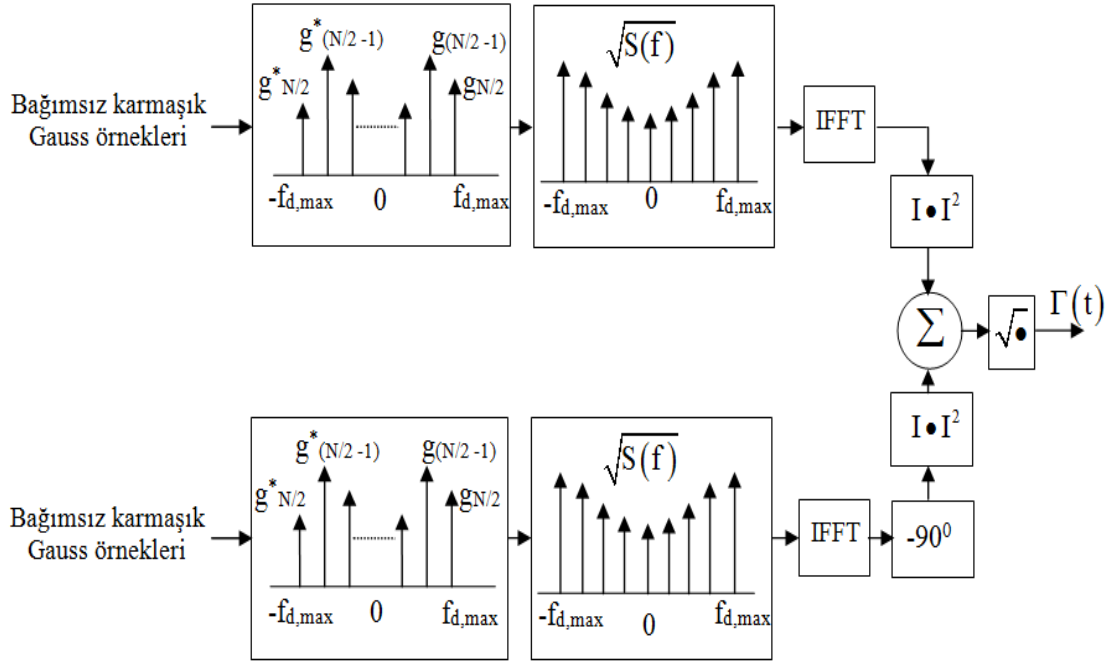 Bağımsız karmaşık
Gauss örnekleri
g*(N/2 -1)
g(N/2 -1)
g*N/2
gN/2
-fd,max 0 fd,max
√S(f)
-fd,max 0 fd,max
IFFT
I●I²
Σ
√●
Γ(t)
Bağımsız karmaşık
Gauss örnekleri
g*(N/2 -1)
g(N/2 -1)
g*N/2
gN/2
-fd,max 0 fd,max
√S(f)
-fd,max 0 fd,max
IFFT
-90⁰
I●I²